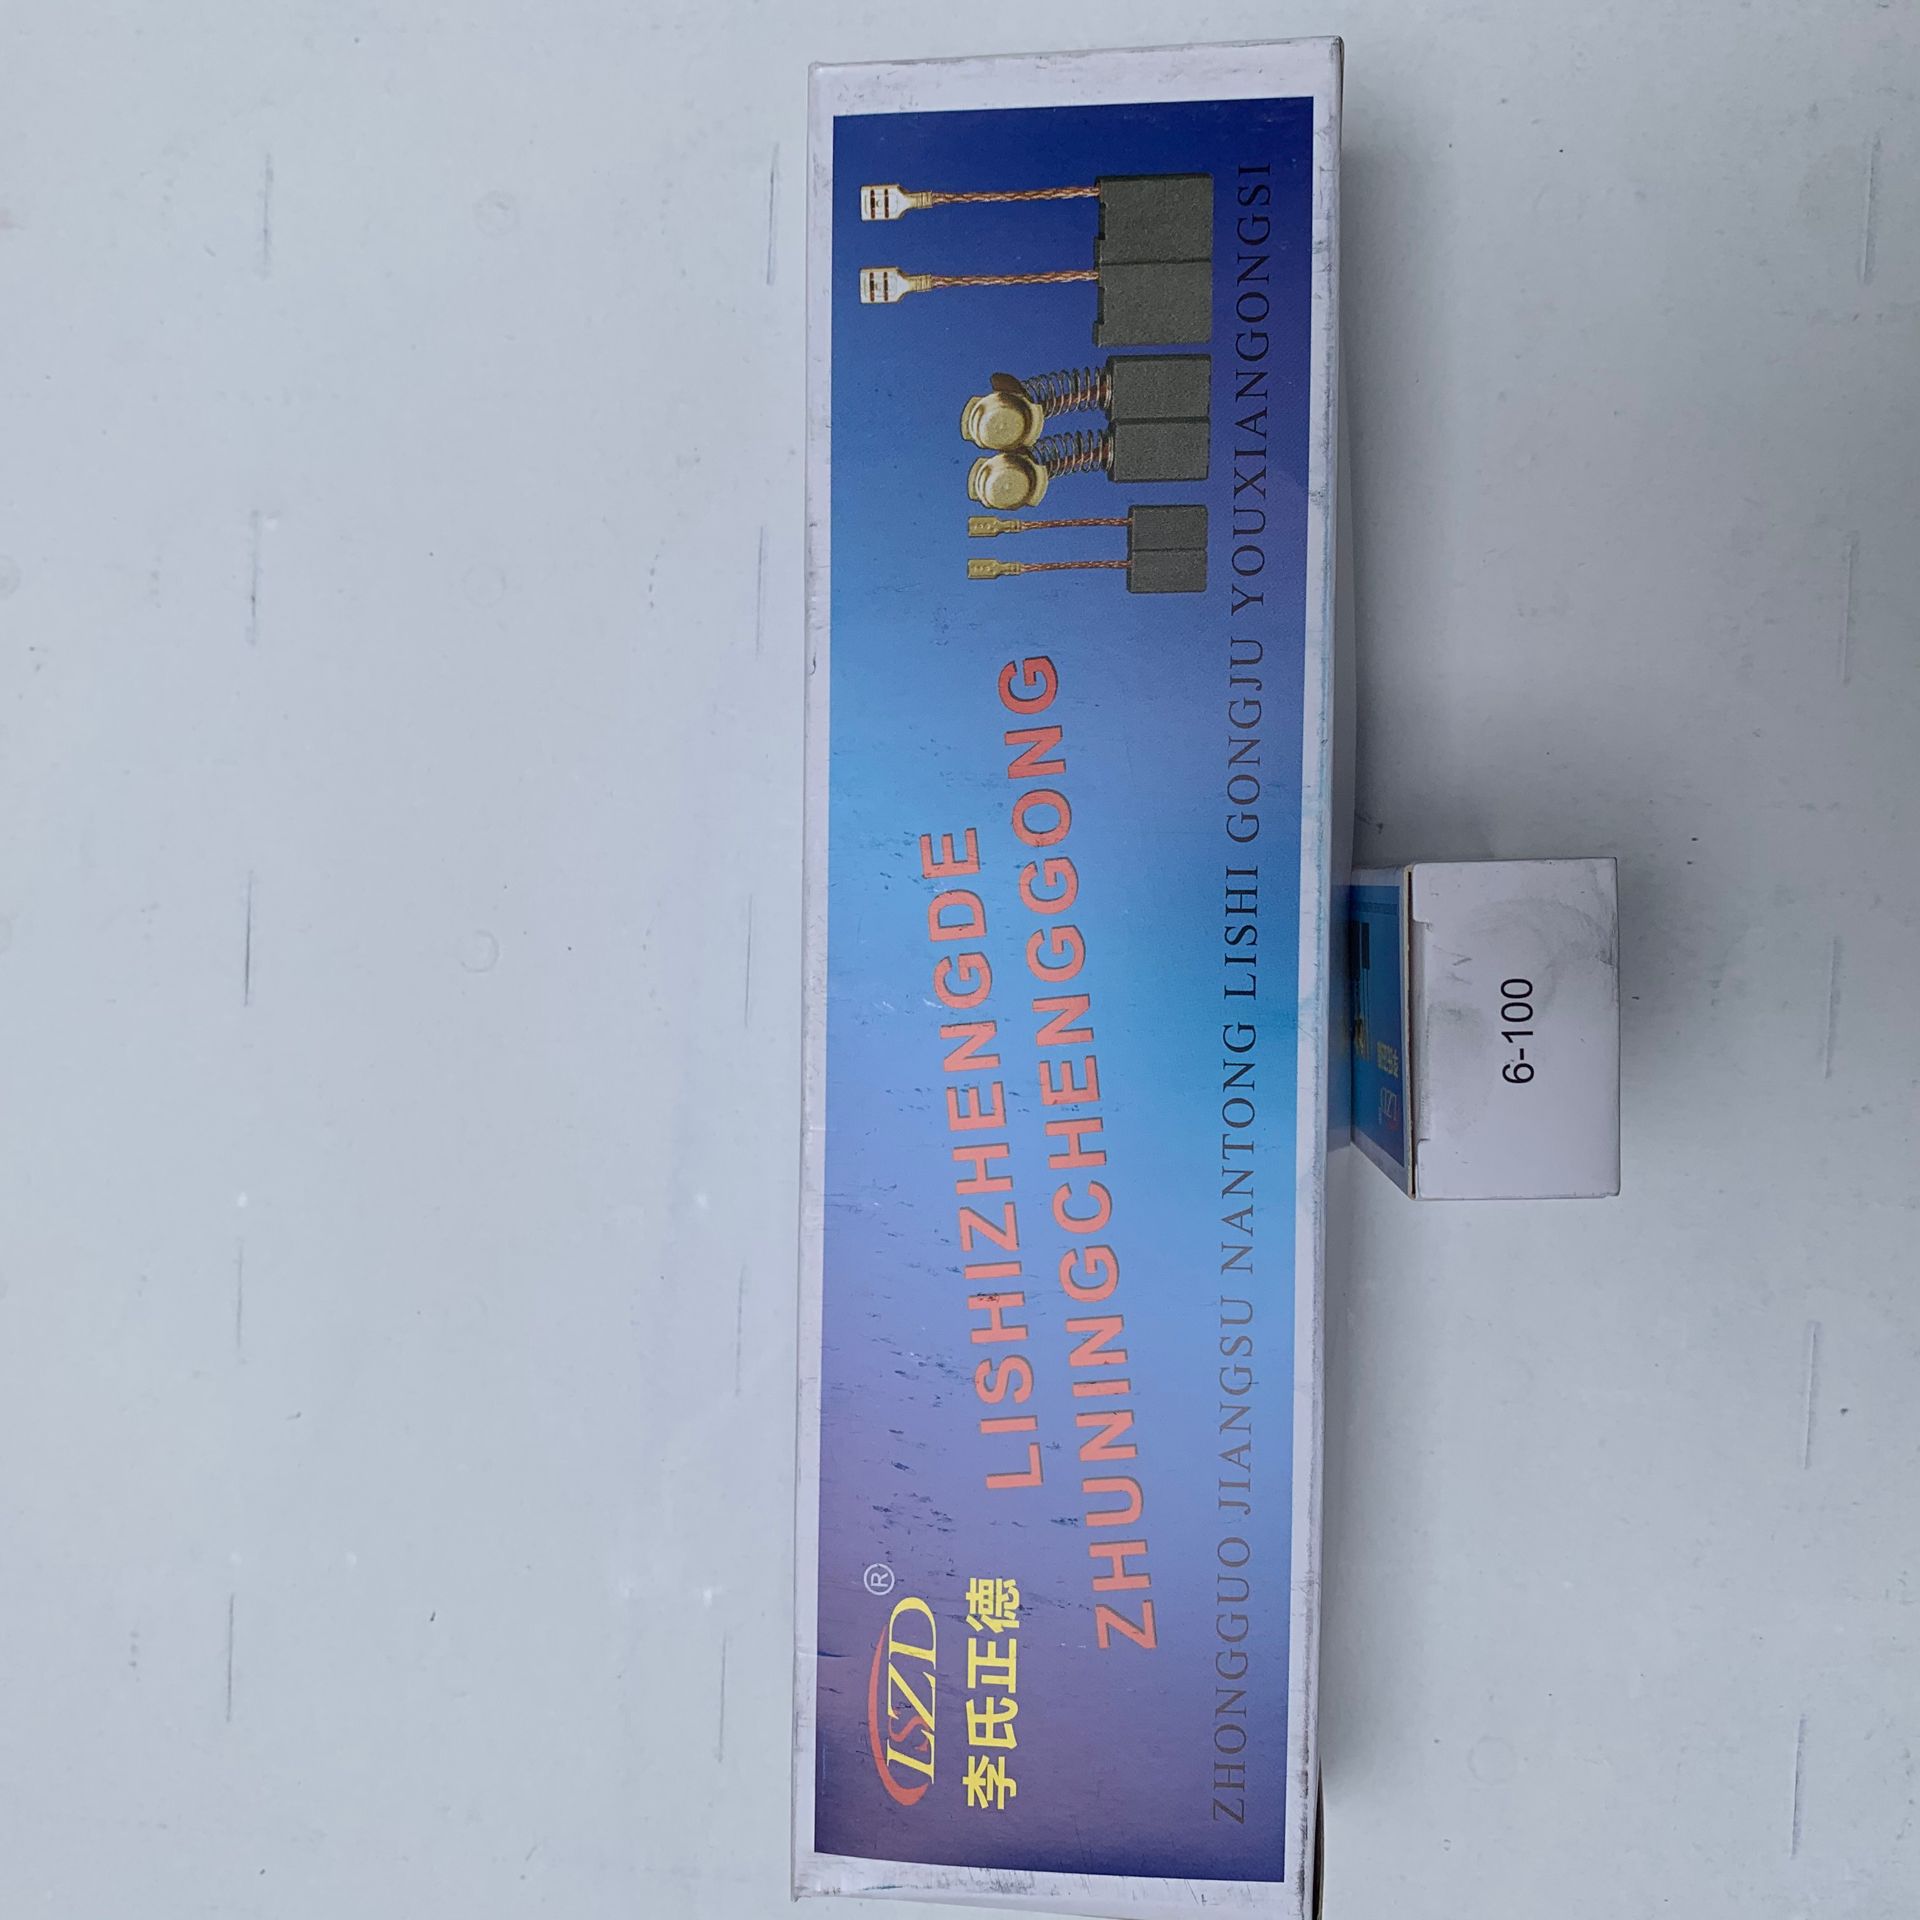 LSZD®
李氏正德
LISHIZHENGDE
ZHUNINGCHENGGONG
ZHONGGUO JIANGSU NANTONG LISHI GONGJU YOUXIANGONGSI
6-100